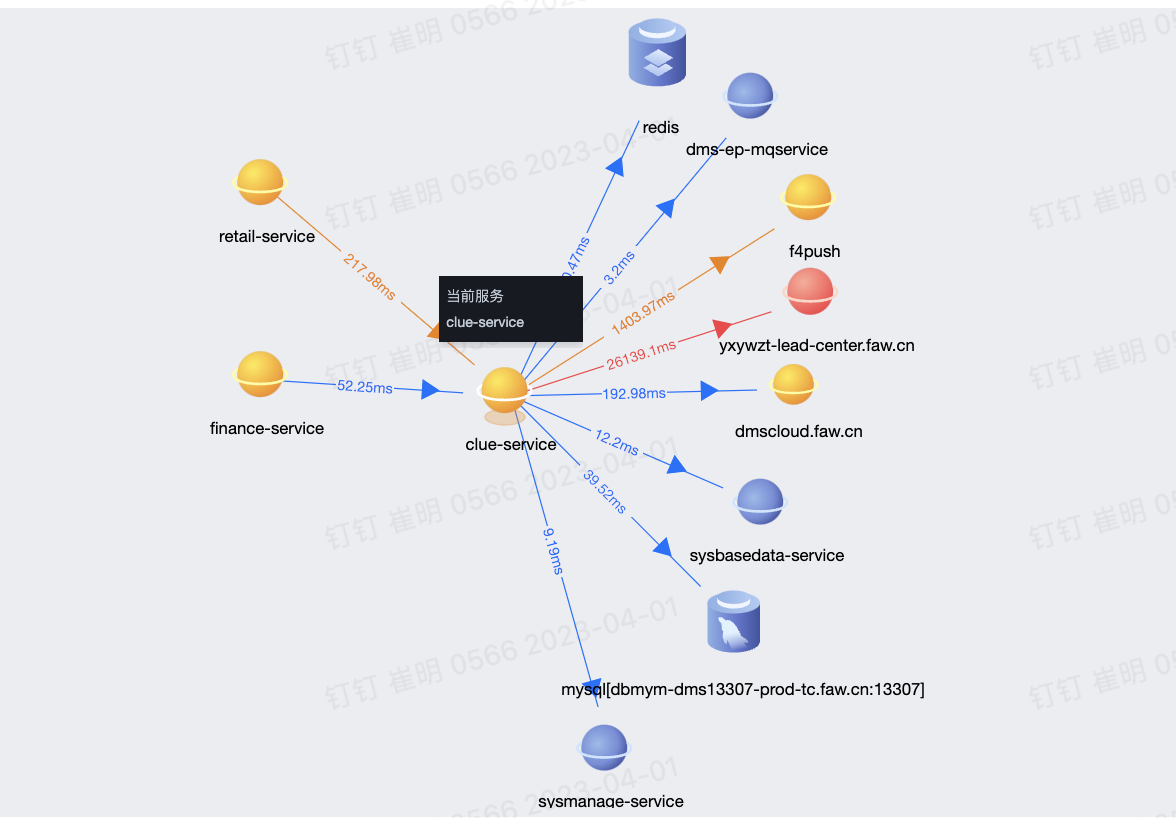 钉钉 崔明 0566 2023-04-01
redis
dms-ep-mqservice
retail-service
f4push
217.98ms
3.2ms
当前服务
clue-service
1403.97ms
26139.1ms
yxywzt-lead-center.faw.cn
52.25ms
192.98ms
finance-service
clue-service
dmscloud.faw.cn
12.2ms
39.52ms
9.19ms
sysbasedata-service
mysql[dbmym-dms13307-prod-tc.faw.cn:13307]
sysmanage-service